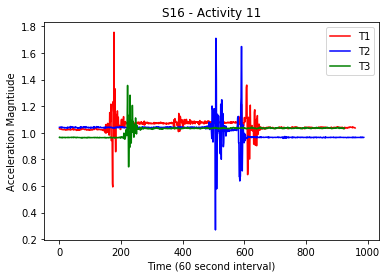 S16 - Activity 11
T1
T2
T3
Acceleration Magntiude
1.8
1.6
1.4
1.2
1.0
0.8
0.6
0.4
0.2
0
200
400
600
800
1000
Time (60 second interval)